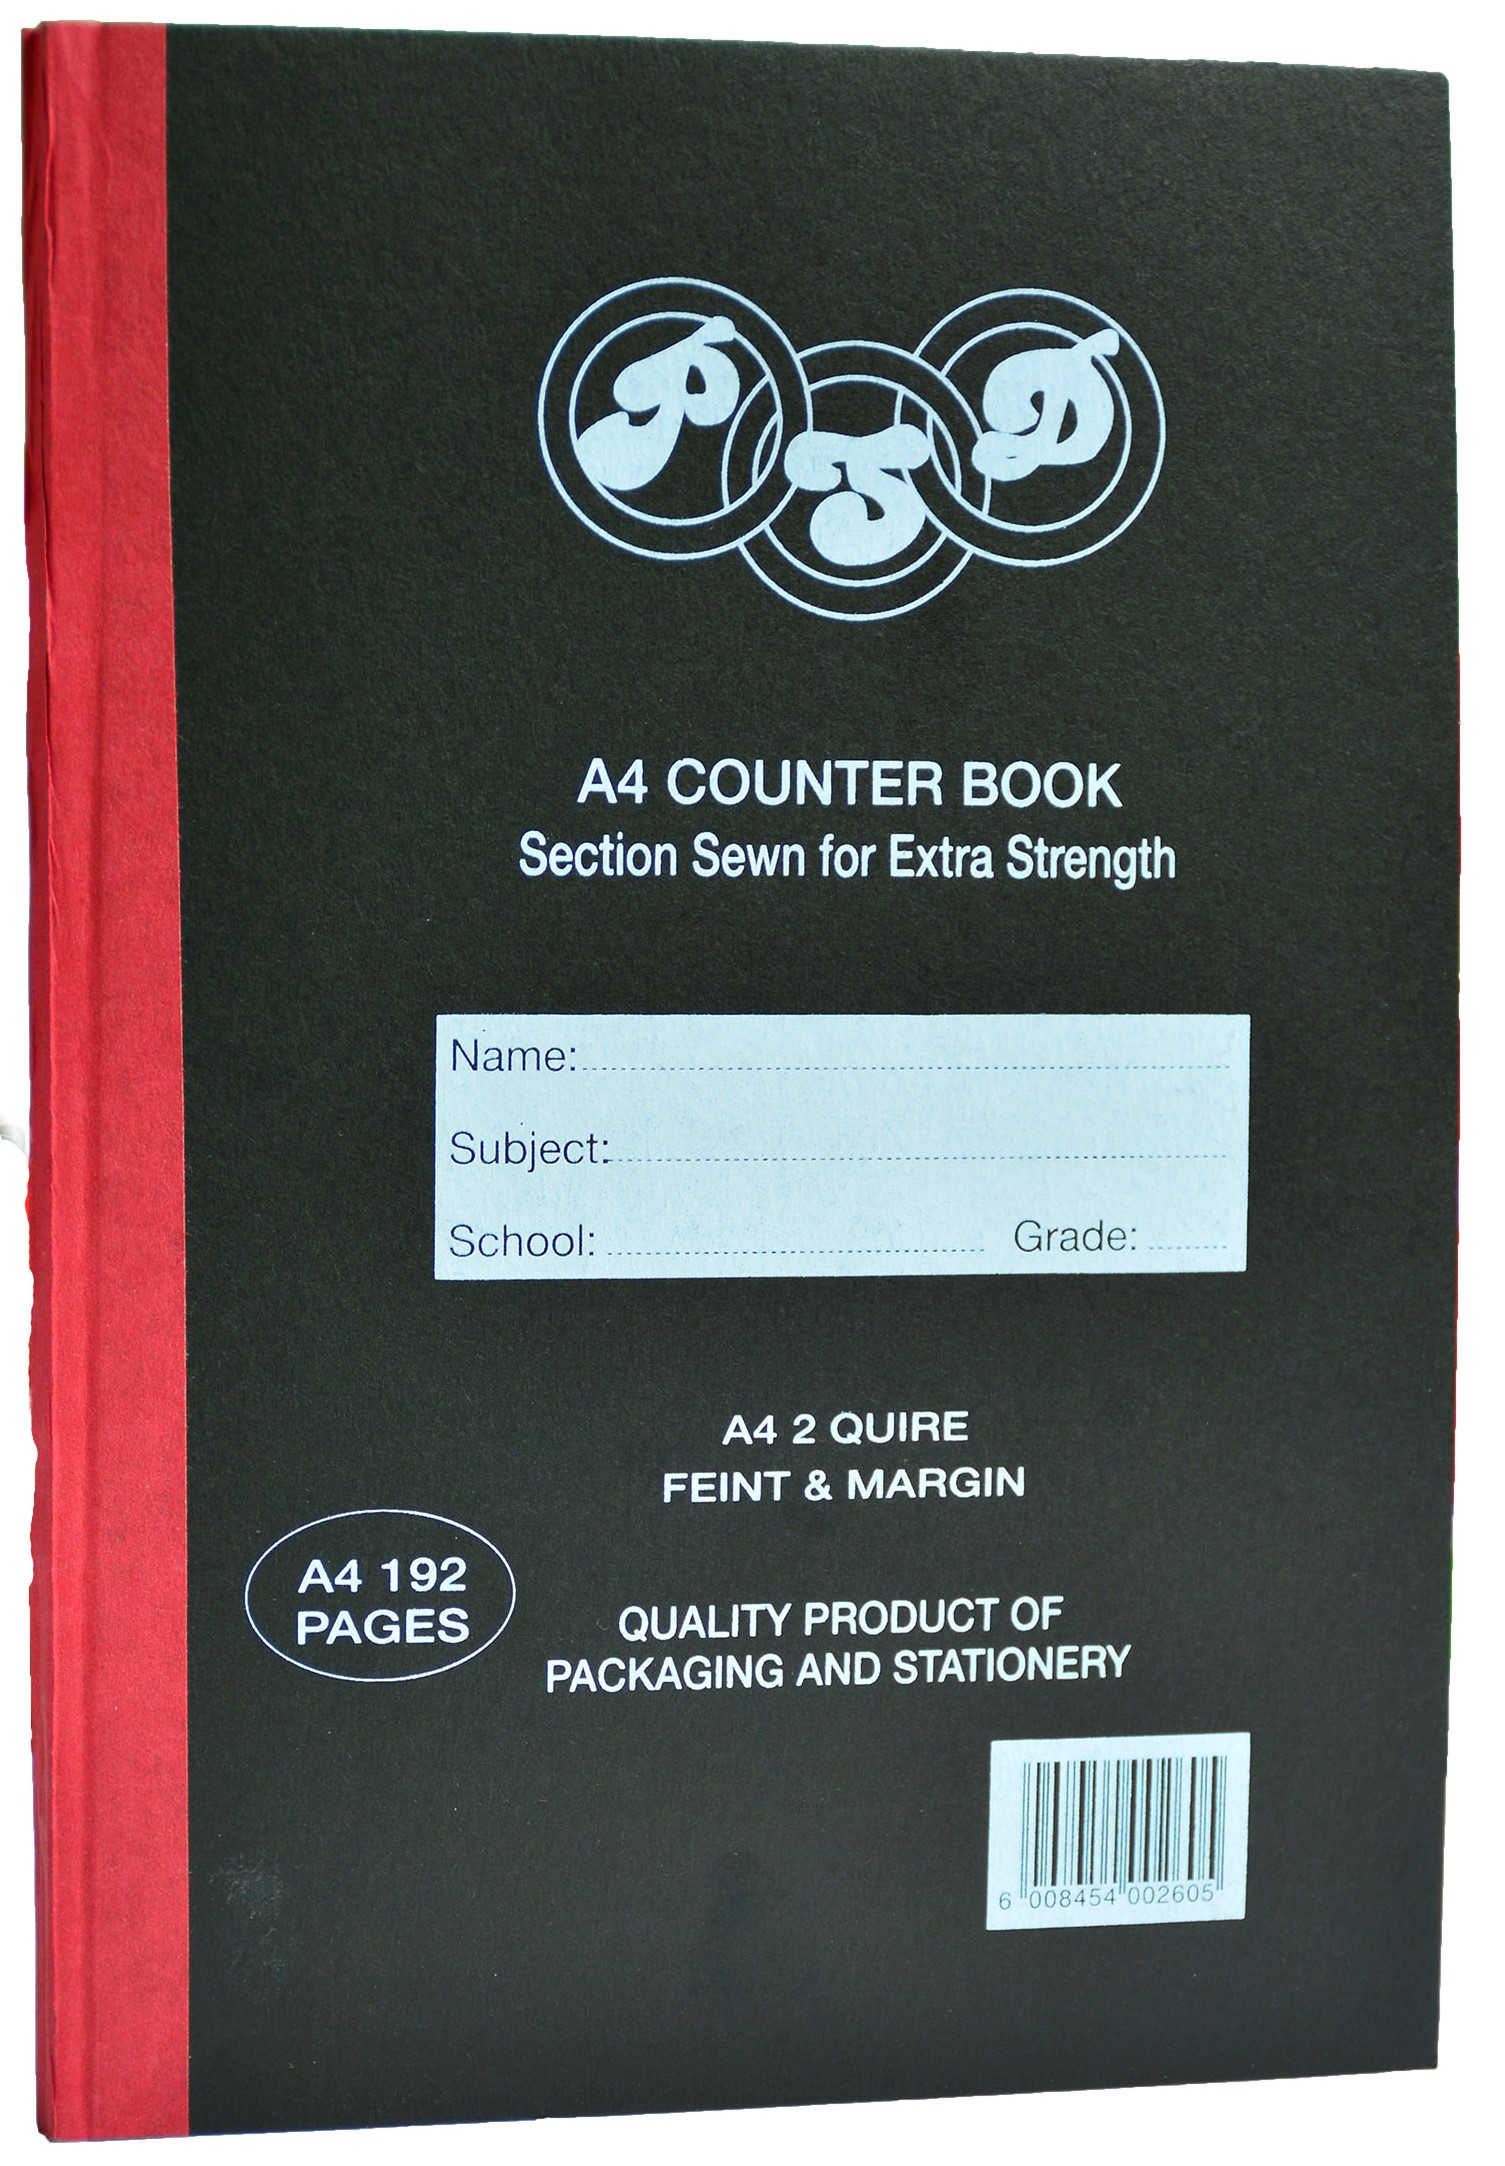 P S D
A4 COUNTER BOOK
Section Sewn for Extra Strength
Name:
Subject:
School: Grade:
A4 2 QUIRE
FEINT & MARGIN
A4 192
PAGES
QUALITY PRODUCT OF
PACKAGING AND STATIONERY
6 008454 002605